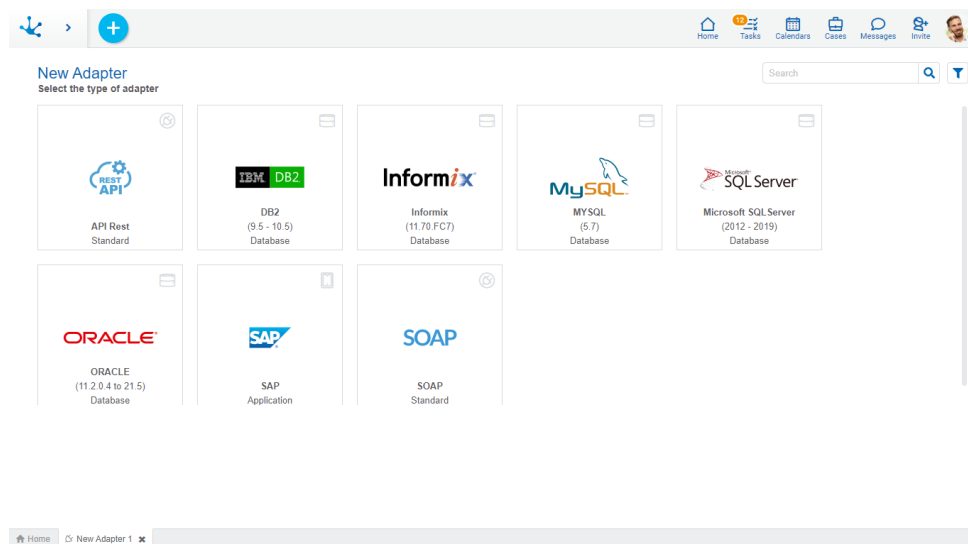 Home
12
Tasks
Calendars
Cases
Messages
Invite
New Adapter
Select the type of adapter
Search
REST
API
API Rest
Standard
IBM DB2.
DB2
(9.5 - 10.5)
Database
Informix
Informix
(11.70.FC7)
Database
MySQL
MYSQL
(5.7)
Database
Microsoft
SQL Server
Microsoft SQLServer
(2012 - 2019)
Database
ORACLE
ORACLE
(11.2.0.4 to 21.5)
Database
SAP
SAP
Application
SOAP
SOAP
Standard
Home
New Adapter 1